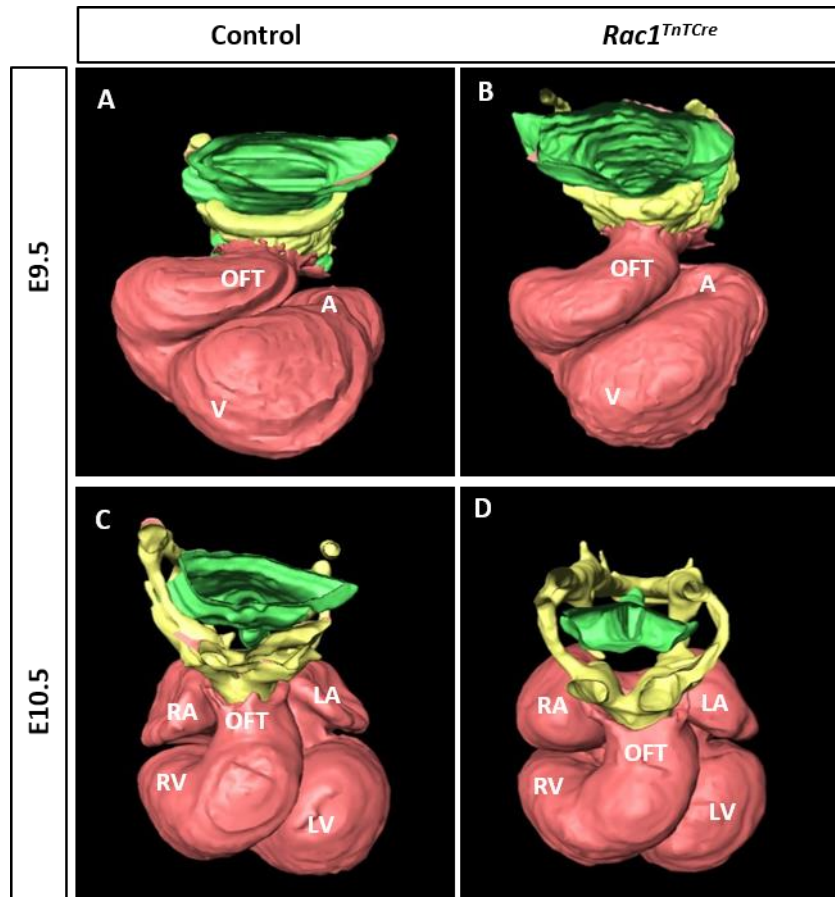 Control
Rac1TnTCre
E9.5
A
OFT
A
V
B
OFT
A
V
E10.5
C
RA
OFT
LA
RV
LV
D
RA
OFT
LA
RV
LV